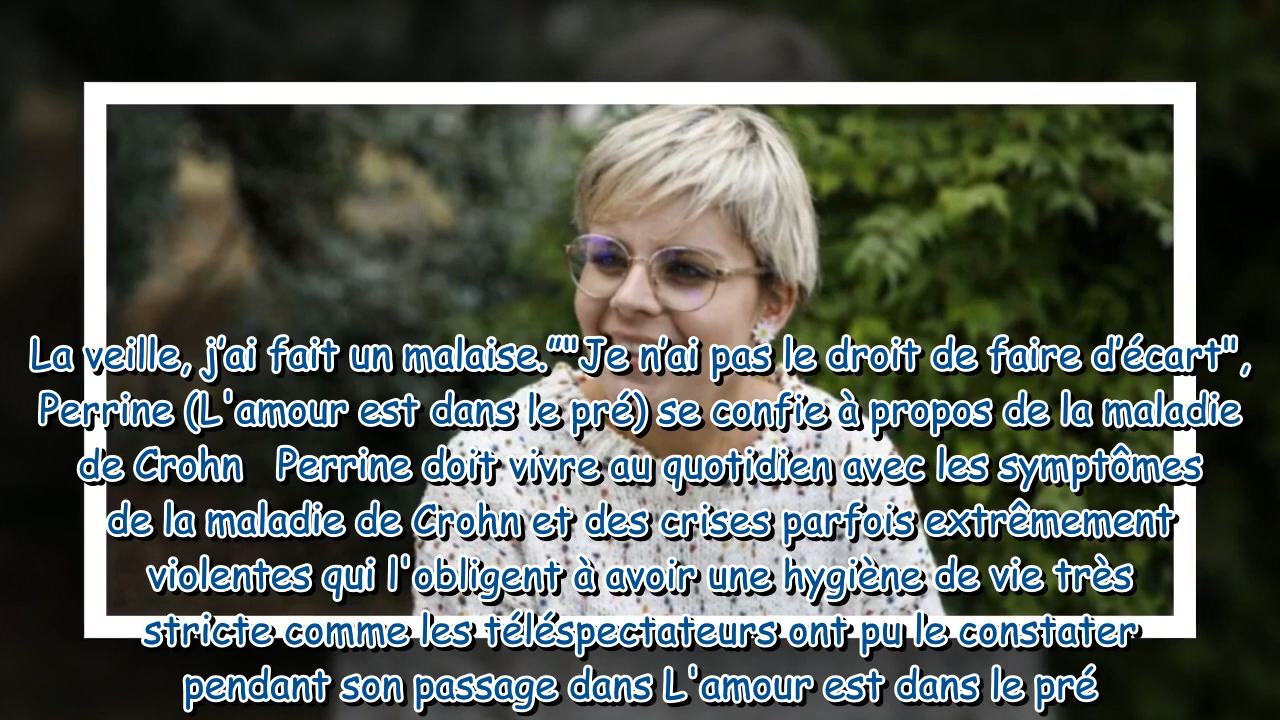 La veille, j’ai fait un malaise.”"Je n’ai pas le droit de faire d’écart",
Perrine (L'amour est dans le pré) se confie à propos de la maladie
de Crohn   Perrine doit vivre au quotidien avec les symptômes
de la maladie de Crohn et des crises parfois extrêmement
violentes qui l'obligent à avoir une hygiène de vie très
stricte comme les téléspectateurs ont pu le constater
pendant son passage dans L'amour est dans le pré